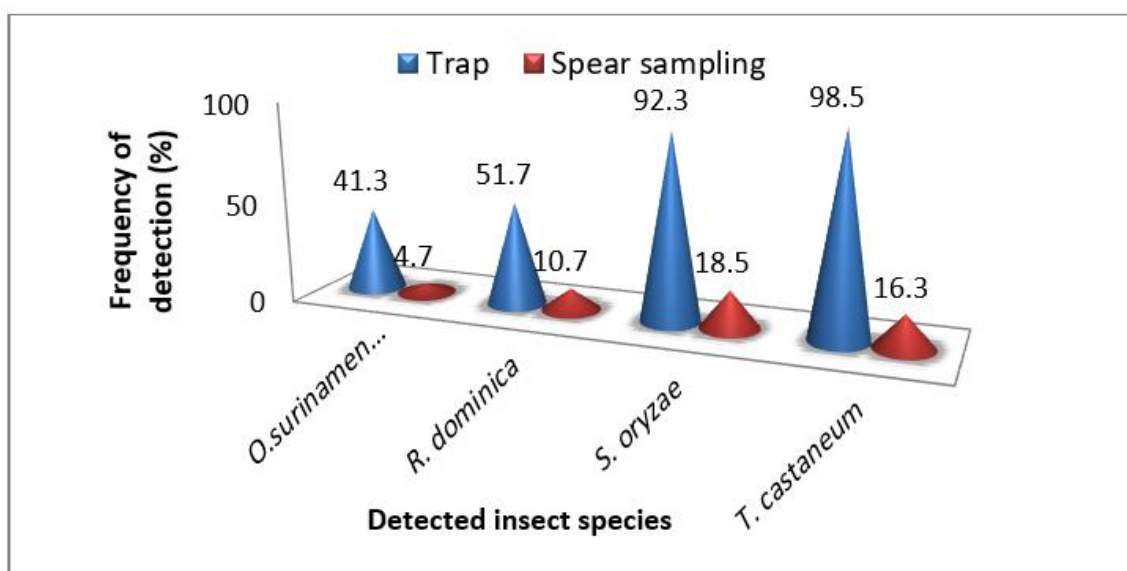 Trap Spear sampling
Frequency of
detection (%)
100
50
0
41.3
4.7
51.7
10.7
92.3
18.5
98.5
16.3
O.surinamen...
R. dominica
S. oryzae
T. castaneum
Detected insect species